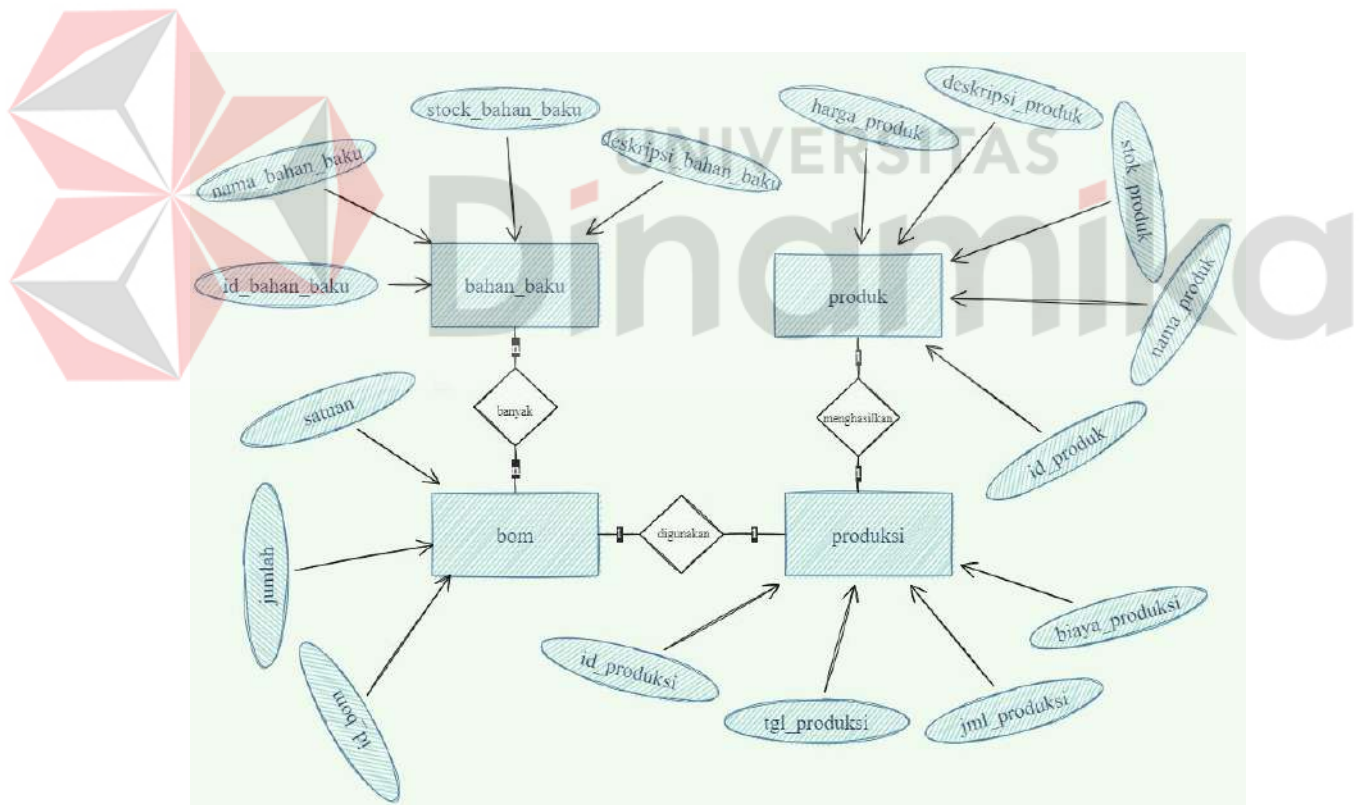 stock_bahan_baku
nama_bahan_baku
deskripsi_bahan_baku
id_bahan_baku
bahan_baku
harga_produk
deskripsi_produk
stok_produk
nama_produk
produk
id_produk
UNIVERSITAS
Dinamika
banyak
menghasilkan
satuan
jumlah
id_bom
bom
digunakan
produksi
id_produksi
tgl_produksi
jml_produksi
biaya_produksi